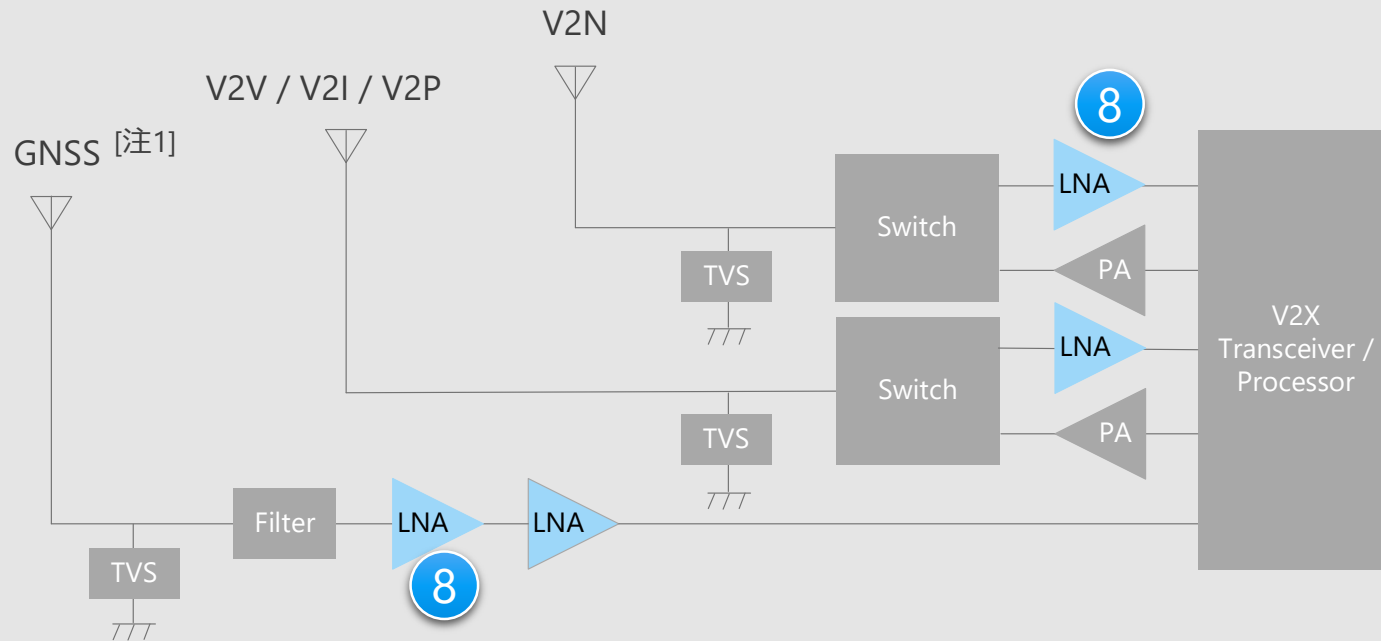 V2N
V2V / V2I / V2P
GNSS [注1]
8
LNA
Switch
TVS
PA
V2X
Transceiver /
Processor
LNA
Switch
TVS
PA
Filter
LNA
LNA
TVS
8